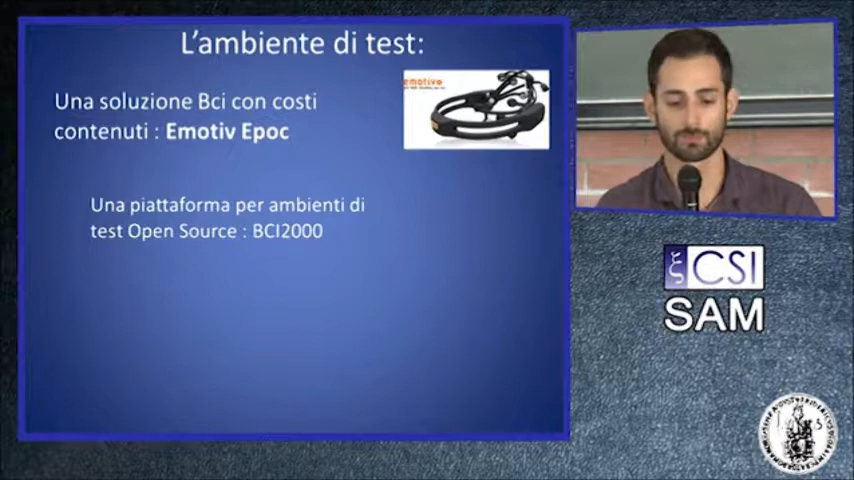 L'ambiente di test:
Una soluzione Bci con costi
contenuti : Emotiv Epoc
emotiv
Una piattaforma per ambienti di
test Open Source : BCI2000
ξCSI
SAM